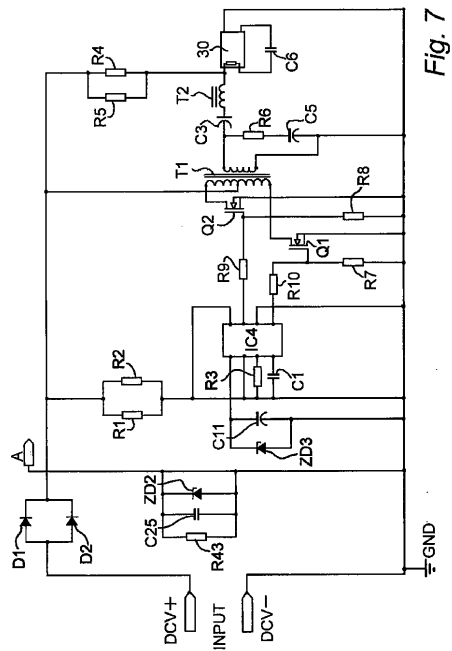 R4
R5
30
C6
T2
C3
R6
C5
T1
Q2
R8
R9
Q1
R10
R7
IC4
R3
C1
R2
R1
C11
ZD3
A
ZD2
C25
R43
D1
D2
DCV+
INPUT
DCV−
GND
Fig. 7